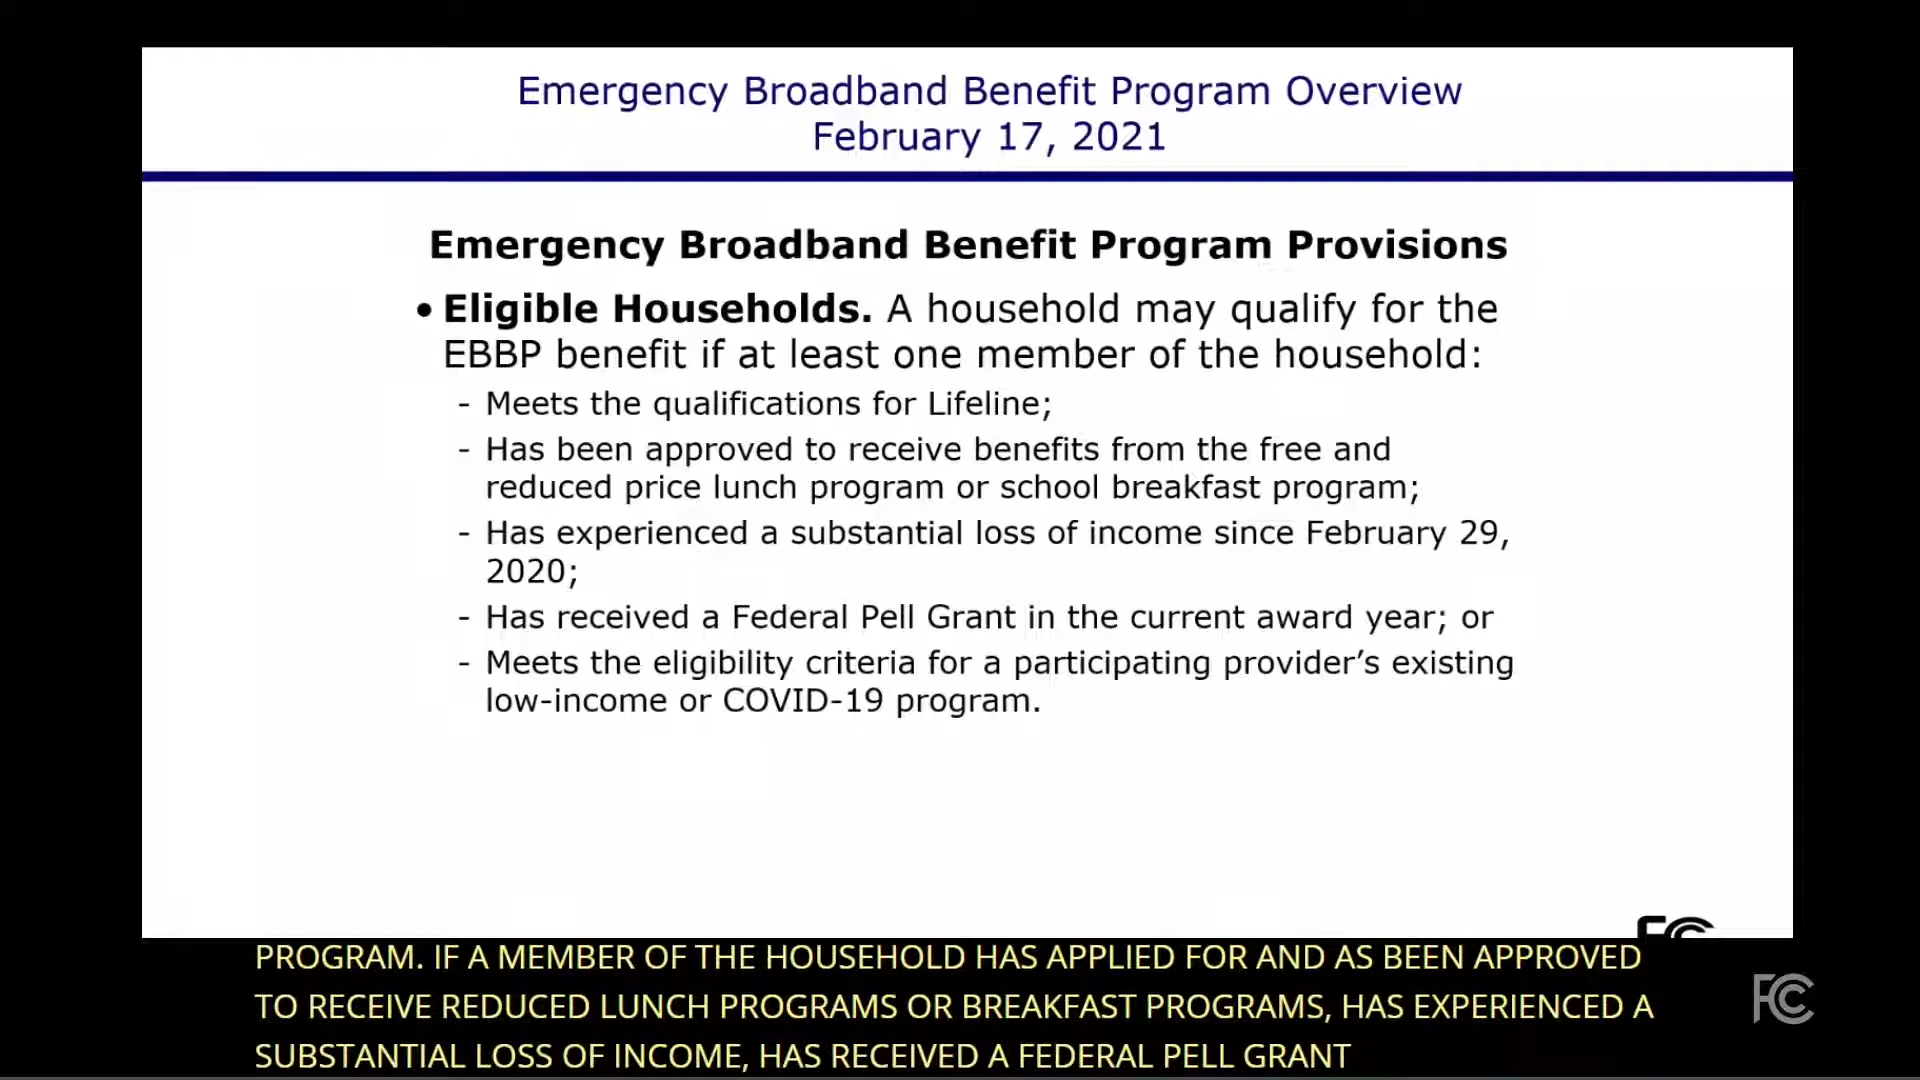 Emergency Broadband Benefit Program Overview
February 17, 2021
Emergency Broadband Benefit Program Provisions
• Eligible Households. A household may qualify for the
EBBP benefit if at least one member of the household:
- Meets the qualifications for Lifeline;
- Has been approved to receive benefits from the free and
reduced price lunch program or school breakfast program;
- Has experienced a substantial loss of income since February 29,
2020;
- Has received a Federal Pell Grant in the current award year; or
- Meets the eligibility criteria for a participating provider’s existing
low-income or COVID-19 program.
FCC
PROGRAM. IF A MEMBER OF THE HOUSEHOLD HAS APPLIED FOR AND AS BEEN APPROVED
TO RECEIVE REDUCED LUNCH PROGRAMS OR BREAKFAST PROGRAMS, HAS EXPERIENCED A
SUBSTANTIAL LOSS OF INCOME, HAS RECEIVED A FEDERAL PELL GRANT
FCC